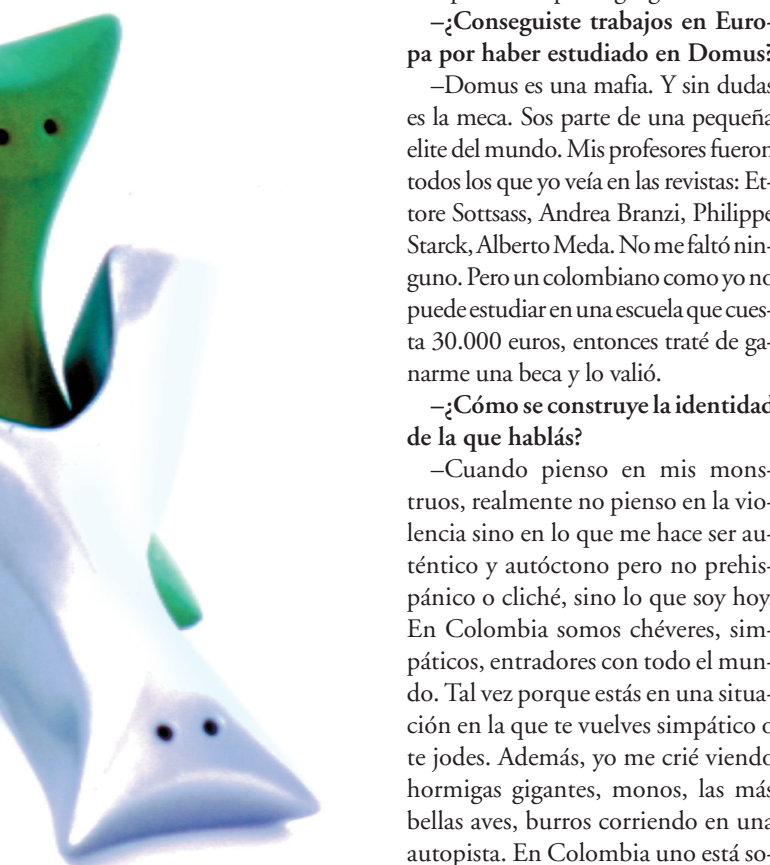 –¿Conseguiste trabajos en Euro-
pa por haber estudiado en Domus?
–Domus es una mafia. Y sin dudas
es la meca. Sos parte de una pequeña
elite del mundo. Mis profesores fueron
todos los que yo veía en las revistas: Et-
tore Sottsass, Andrea Branzi, Philippe
Starck, Alberto Meda. No me faltó nin-
guno. Pero un colombiano como yo no
puede estudiar en una escuela que cues-
ta 30.000 euros, entonces traté de ga-
narme una beca y lo valió.
–¿Cómo se construye la identidad
de la que hablás?
–Cuando pienso en mis mons-
truos, realmente no pienso en la vio-
lencia sino en lo que me hace ser au-
téntico y autóctono pero no prehis-
pánico o cliché, sino lo que soy hoy.
En Colombia somos chéveres, sim-
páticos, entradores con todo el mun-
do. Tal vez porque estás en una situa-
ción en la que te vuelves simpático o
te jodes. Además, yo me crié viendo
hormigas gigantes, monos, las más
bellas aves, burros corriendo en una
autopista. En Colombia uno está so-